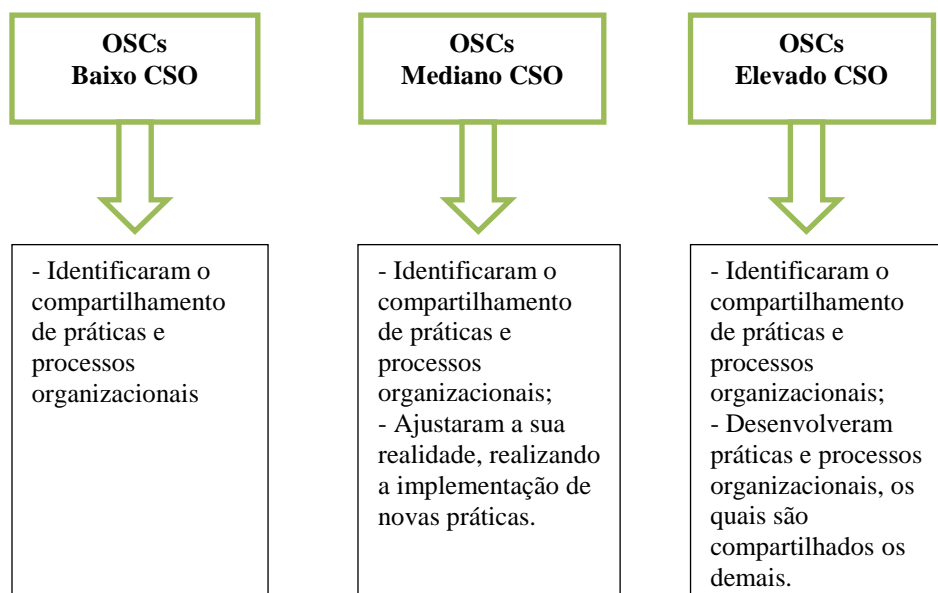 OSCs
Baixo CSO
OSCs
Mediano CSO
OSCs
Elevado CSO
- Identificaram o
compartilhamento
de práticas e
processos
organizacionais
- Identificaram o
compartilhamento
de práticas e
processos
organizacionais;
- Ajustaram a sua
realidade, realizando
a implementação de
novas práticas.
- Identificaram o
compartilhamento
de práticas e
processos
organizacionais;
- Desenvolveram
práticas e processos
organizacionais, os
quais são
compartilhados os
demais.